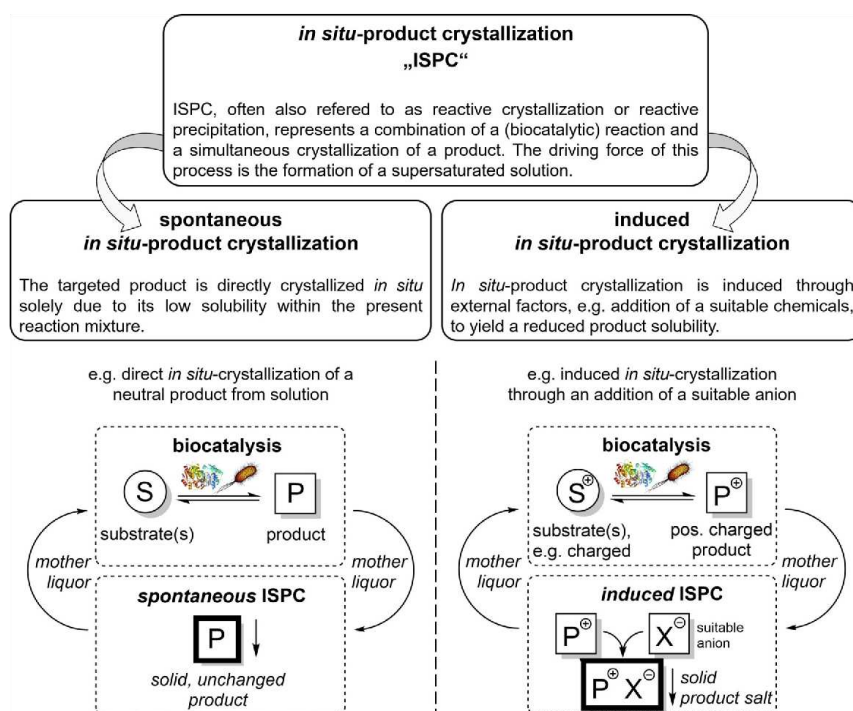 in situ-product crystallization
„ISPC“
ISPC, often also refered to as reactive crystallization or reactive
precipitation, represents a combination of a (biocatalytic) reaction and
a simultaneous crystallization of a product. The driving force of this
process is the formation of a supersaturated solution.
spontaneous
in situ-product crystallization
The targeted product is directly crystallized in situ
solely due to its low solubility within the present
reaction mixture.
induced
in situ-product crystallization
In situ-product crystallization is induced through
external factors, e.g. addition of a suitable chemicals,
to yield a reduced product solubility.
e.g. direct in situ-crystallization of a
neutral product from solution
biocatalysis
S
P
substrate(s)
product
mother
liquor
mother
liquor
spontaneous ISPC
P
solid, unchanged
product
e.g. induced in situ-crystallization
through an addition of a suitable anion
biocatalysis
S⊕
P⊕
substrate(s),
e.g. charged
pos. charged
product
mother
liquor
mother
liquor
induced ISPC
P⊕
X⊖
suitable
anion
P⊕ X⊖
solid
product salt